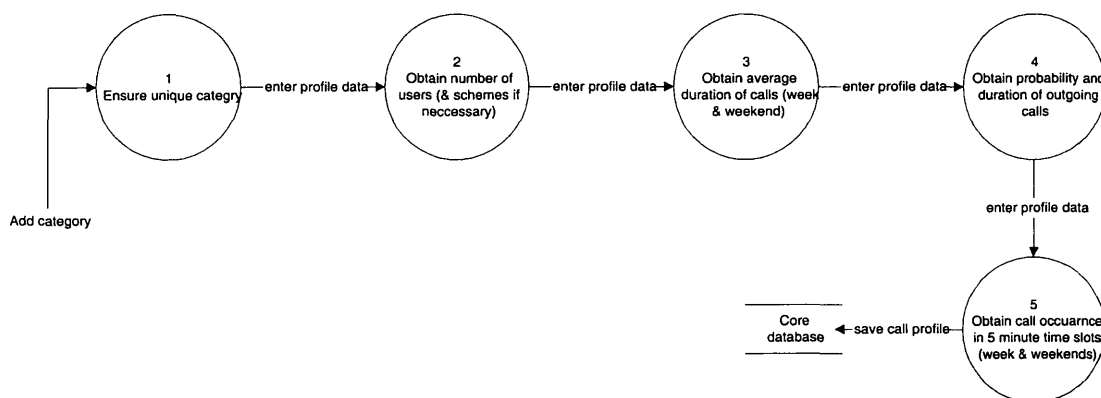 1
Ensure unique categry
enter profile data
2
Obtain number of
users (& schemes if
neccessary)
enter profile data
3
Obtain average
duration of calls (week
& weekend)
enter profile data
4
Obtain probability and
duration of outgoing
calls
Add category
enter profile data
5
Obtain call occuarnce
in 5 minute time slots
(week & weekends)
save call profile
Core
database